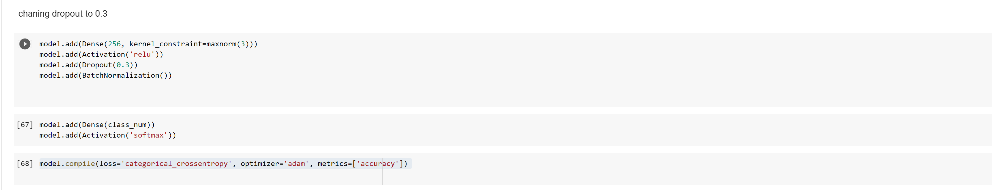 chaning dropout to 0.3
model.add(Dense(256, kernel_constraint=maxnorm(3)))
model.add(Activation('relu'))
model.add(Dropout(0.3))
model.add(BatchNormalization())
[67] model.add(Dense(class_num))
model.add(Activation('softmax'))
[68] model.compile(loss='categorical_crossentropy', optimizer='adam', metrics=['accuracy'])